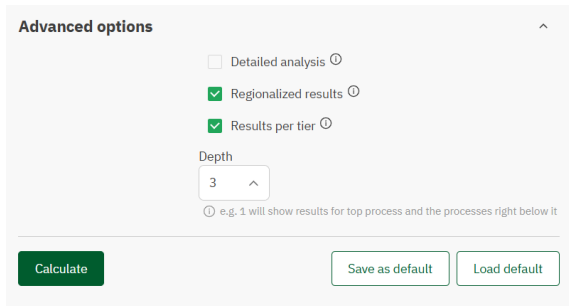 Advanced options
Detailed analysis
Regionalized results
Results per tier
Depth
3
e.g. 1 will show results for top process and the processes right below it
Calculate Save as default Load default